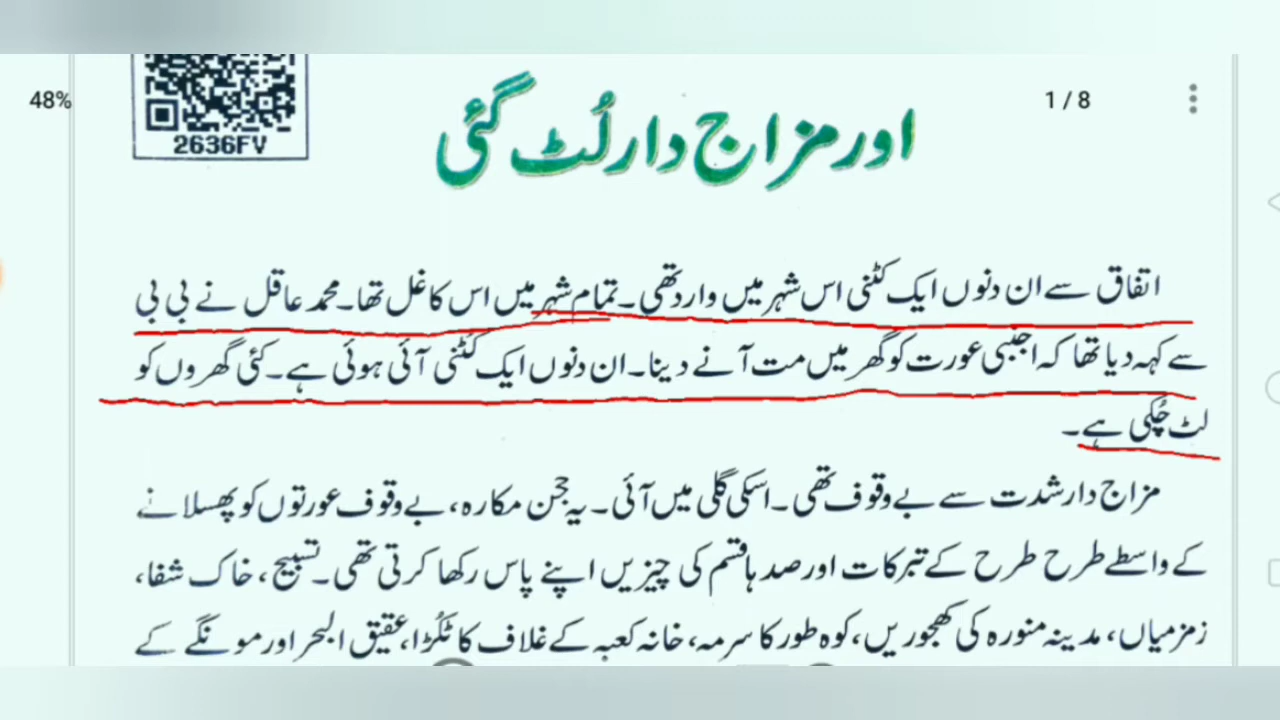 48%
1 / 8
2636FV
اور مزاج دار لُٹ گئی
اتفاق سے ان دنوں ایک کٹنی اس شہر میں وارد تھی۔ تمام شہر میں اس کا غل تھا۔ محمد عاقل نے بی بی
سے کہہ دیا تھا کہ اجنبی عورت کو گھر میں مت آنے دینا۔ ان دنوں ایک کُٹنی آئی ہوئی ہے۔ کئی گھروں کو
لٹ چُکی ہے۔
مزاج دار شدت سے بے وقوف تھی۔ اسکی گلی میں آئی۔ یہ جن مکارہ، بے وقوف عورتوں کو پھسلانے
کے واسطے طرح طرح کے تبرکات اور صدہا قسم کی چیزیں اپنے پاس رکھا کرتی تھی۔ تسبیح، خاک شفا،
زمزمیاں، مدینہ منورہ کی کھجوریں، کوہ طور کا سرمہ، خانہ کعبہ کے غلاف کا ٹکڑا، عقیق البحر اور مونگے کے